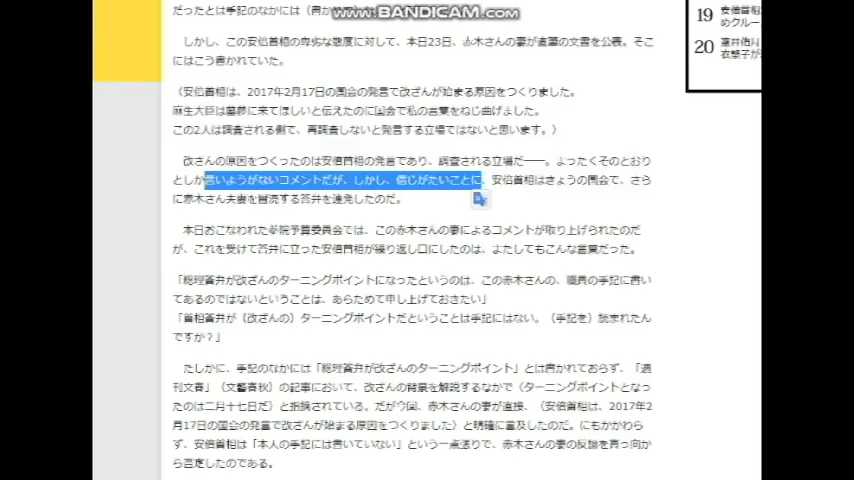 だったとは手記のなかには（書か
www.BANDICAM.com
しかし、この安倍首相の卑劣な態度に対して、本日23日、赤木さんの妻が直筆の文書を公表。そこ
にはこう書かれていた。
〈安倍首相は、2017年2月17日の国会の発言で改ざんが始まる原因をつくりました。
麻生大臣は墓参に来てほしいと伝えたのに国会で私の言葉をねじ曲げました。
この2人は調査される側で、再調査しないと発言する立場ではないと思います。〉
改ざんの原因をつくったのは安倍首相の発言であり、調査される立場だ──。まったくそのとおり
としか言いようがないコメントだが、しかし、信じがたいことに、安倍首相はきょうの国会で、さら
に赤木さん夫妻を冒涜する答弁を連発したのだ。
本日おこなわれた参院予算委員会では、この赤木さんの妻によるコメントが取り上げられたのだ
が、これを受けて答弁に立った安倍首相が繰り返し口にしたのは、またしてもこんな言葉だった。
「総理答弁が改ざんのターニングポイントになったというのは、この赤木さんの、職員の手記に書い
てあるのではないということは、あらためて申し上げておきたい」
「首相答弁が（改ざんの）ターニングポイントだということは手記にはない。（手記を）読まれたん
ですか？」
たしかに、手記のなかには「総理答弁が改ざんのターニングポイント」とは書かれておらず、「週
刊文春」（文藝春秋）の記事において、改ざんの背景を解説するなかで〈ターニングポイントとなっ
たのは二月十七日だ〉と指摘されている。だが今回、赤木さんの妻が直接、〈安倍首相は、2017年2
月17日の国会の発言で改ざんが始まる原因をつくりました〉と明確に言及したのだ。にもかかわら
ず、安倍首相は「本人の手記には書いていない」という一点張りで、赤木さんの妻の反論を真っ向か
ら否定したのである。
19 安倍首相
めクルー
20 室井佑月